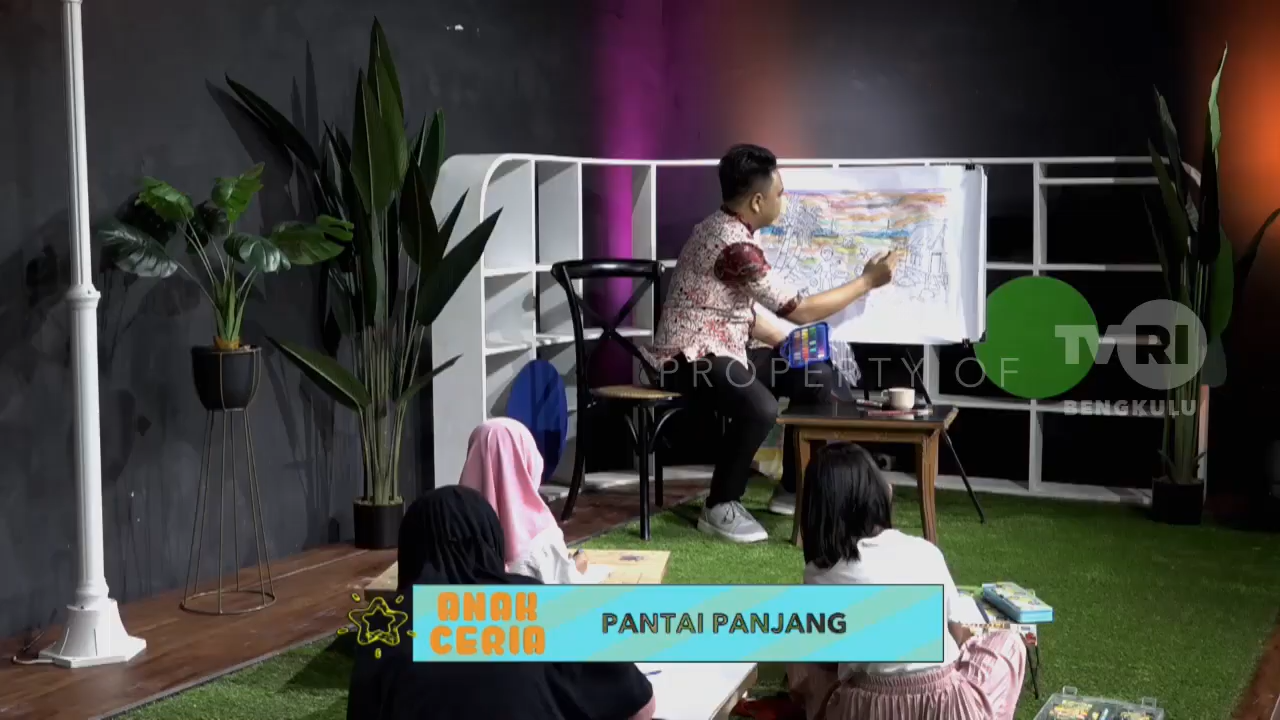 TVRI
PROPERTY OF
BENGKULU
ANAK
CERIA
PANTAI PANJANG